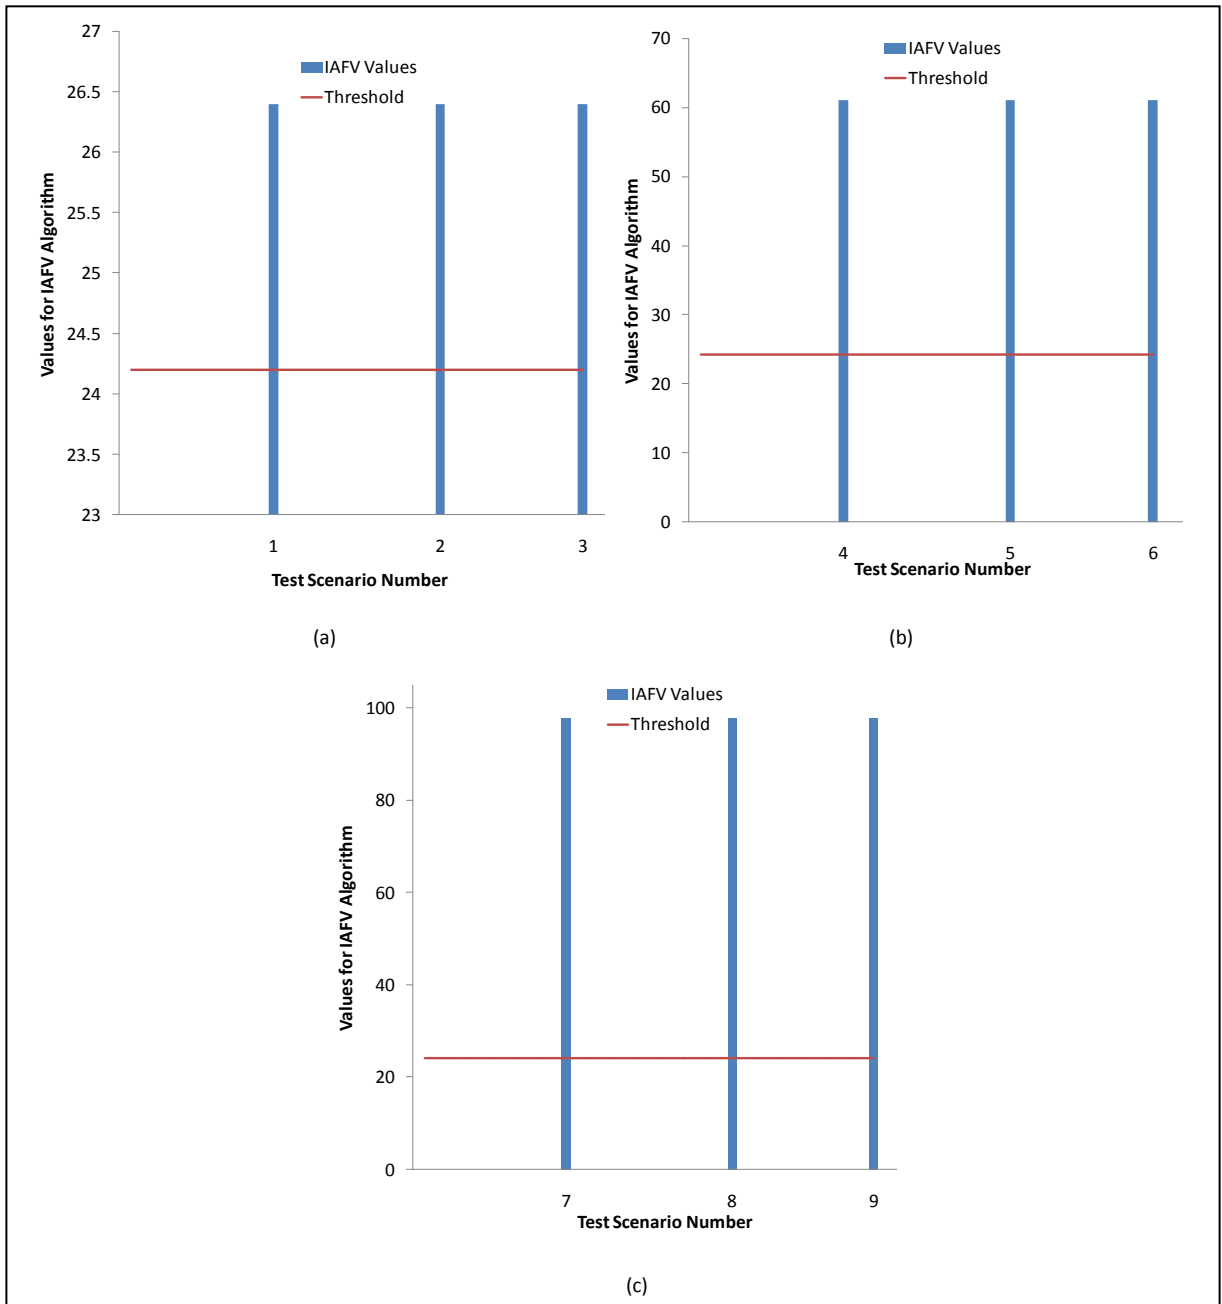 27
26.5
26
25.5
25
24.5
24
23.5
23
Values for IAFV Algorithm
IAFV Values
Threshold
1 2 3
Test Scenario Number
(a)
70
60
50
40
30
20
10
0
Values for IAFV Algorithm
IAFV Values
Threshold
4 5 6
Test Scenario Number
(b)
100
80
60
40
20
0
Values for IAFV Algorithm
IAFV Values
Threshold
7 8 9
Test Scenario Number
(c)